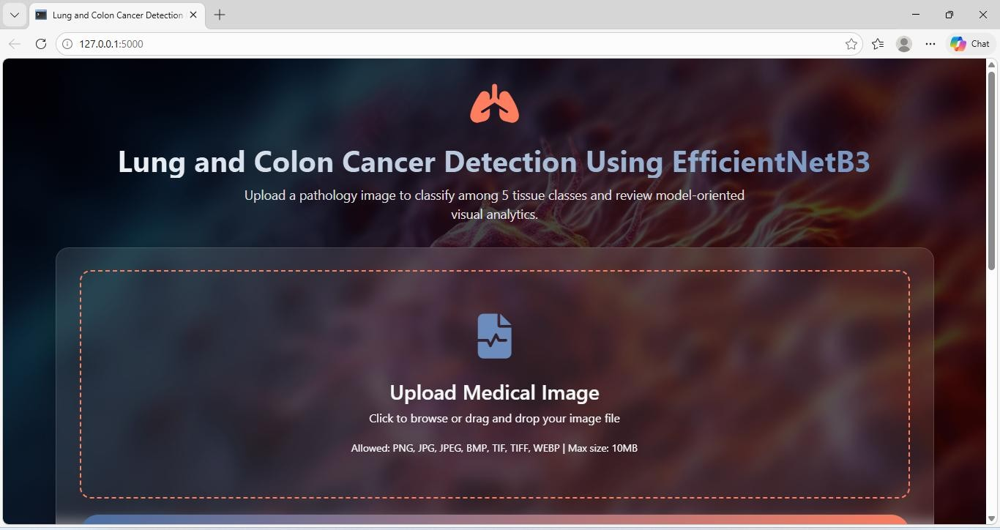 Lung and Colon Cancer Detection
127.0.0.1:5000
Chat
Lung and Colon Cancer Detection Using EfficientNetB3
Upload a pathology image to classify among 5 tissue classes and review model-oriented
visual analytics.
Upload Medical Image
Click to browse or drag and drop your image file
Allowed: PNG, JPG, JPEG, BMP, TIF, TIFF, WEBP | Max size: 10MB